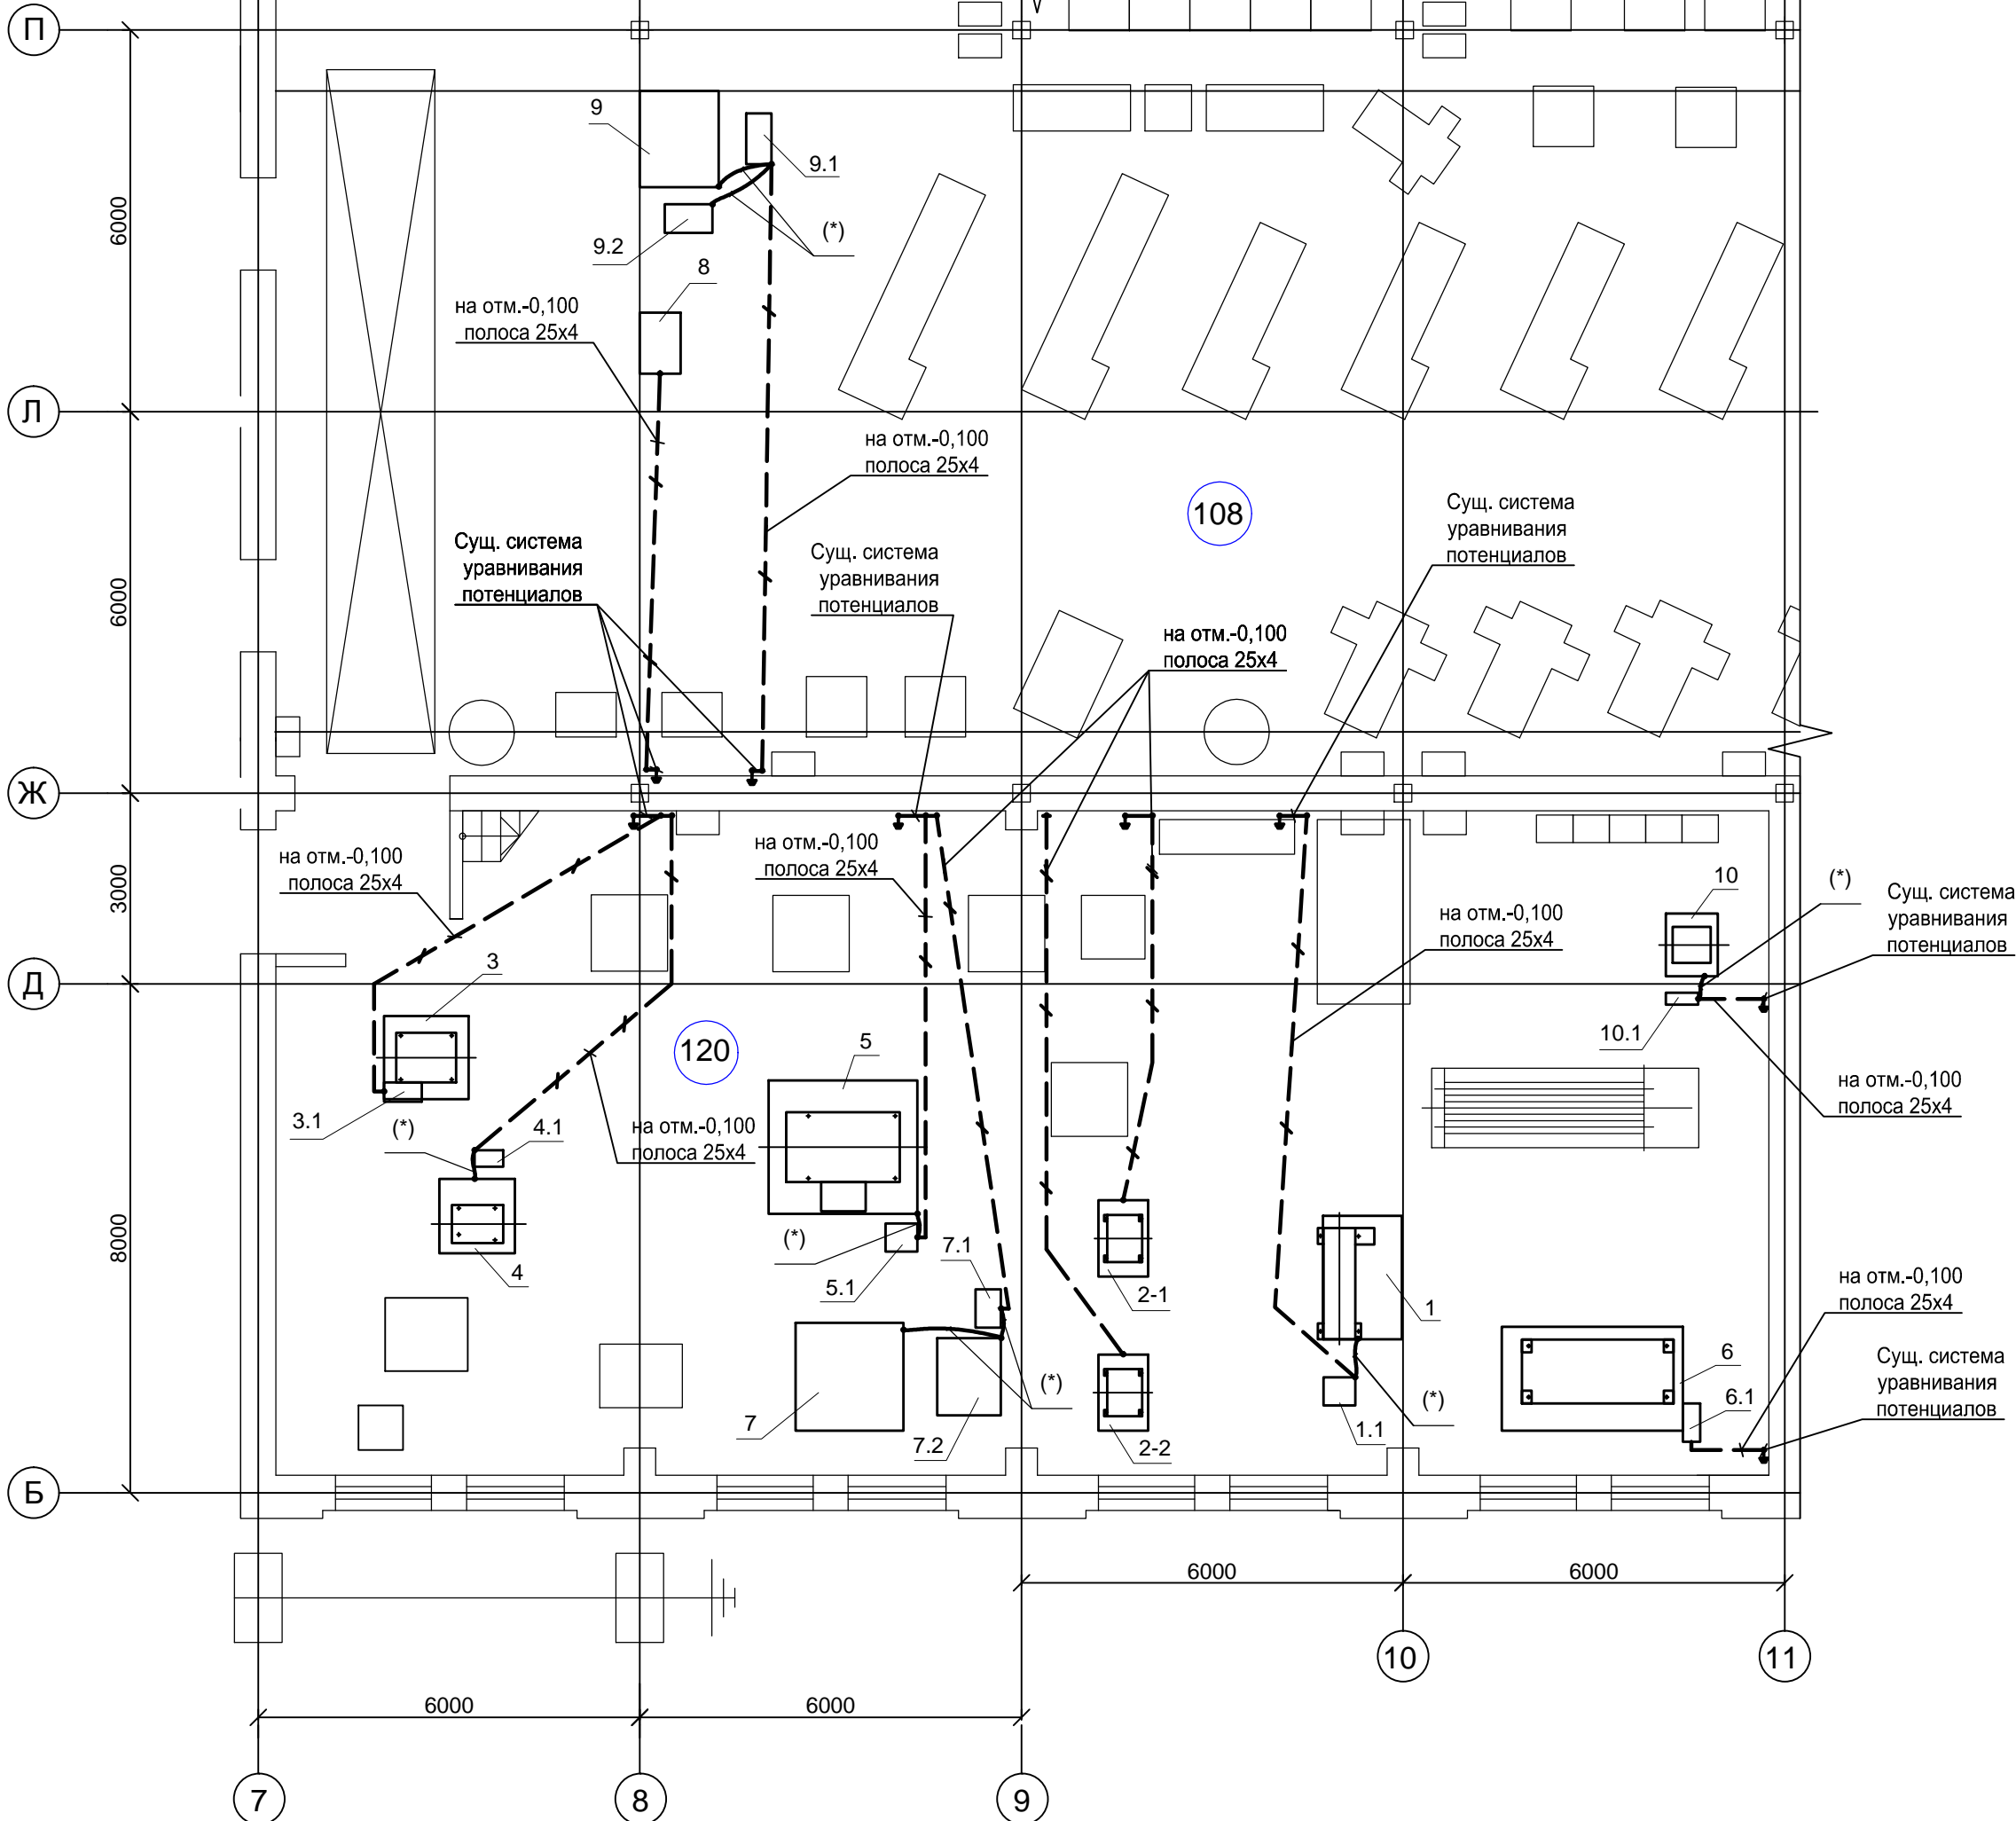 П
9
9.1
6000
(*)
9.2
8
на отм.-0,100
полоса 25х4
Л
на отм.-0,100
полоса 25х4
108
Сущ. система
уравнивания
потенциалов
Сущ. система
уравнивания
потенциалов
Сущ. система
уравнивания
потенциалов
6000
на отм.-0,100
полоса 25х4
Ж
на отм.-0,100
полоса 25х4
на отм.-0,100
полоса 25х4
3000
10
(*)
Сущ. система
уравнивания
потенциалов
на отм.-0,100
полоса 25х4
3
Д
120
5
10.1
на отм.-0,100
полоса 25х4
3.1
(*)
4.1
на отм.-0,100
полоса 25х4
8000
(*)
7.1
4
5.1
2-1
1
на отм.-0,100
полоса 25х4
6
Сущ. система
уравнивания
потенциалов
(*)
(*)
6.1
7
7.2
2-2
1.1
Б
6000
6000
10
11
6000
6000
7
8
9